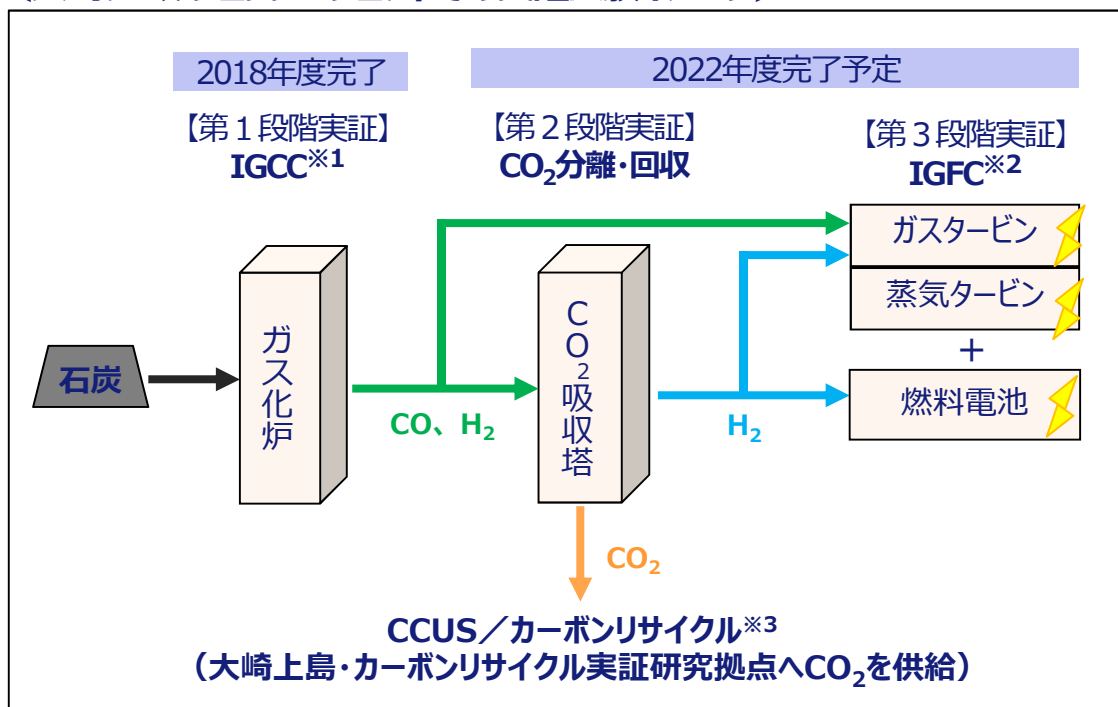 2018年度完了
2022年度完了予定
【第１段階実証】
IGCC※1
【第２段階実証】
CO₂分離・回収
【第３段階実証】
IGFC※2
ガスタービン
蒸気タービン
＋
燃料電池
石炭
ガス化炉
CO₂吸収塔
CO、H₂
H₂
CO₂
CCUS／カーボンリサイクル※3
（大崎上島・カーボンリサイクル実証研究拠点へCO₂を供給）